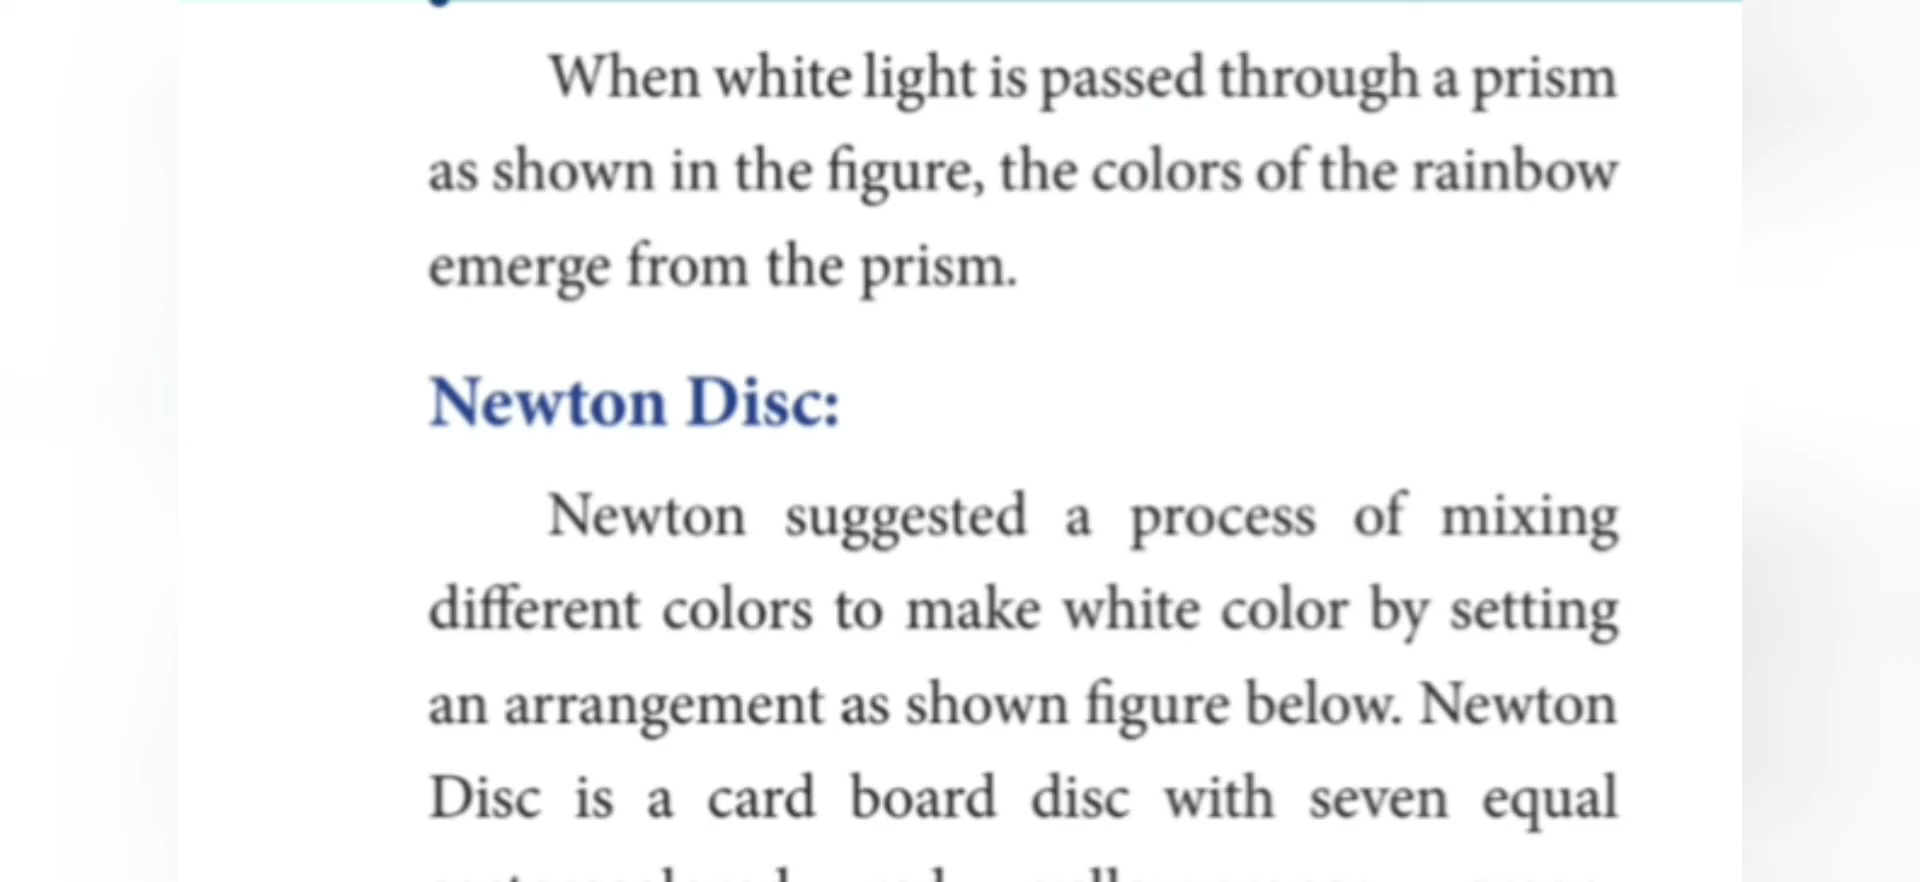 When white light is passed through a prism
as shown in the figure, the colors of the rainbow
emerge from the prism.
Newton Disc:
Newton suggested a process of mixing
different colors to make white color by setting
an arrangement as shown figure below. Newton
Disc is a card board disc with seven equal